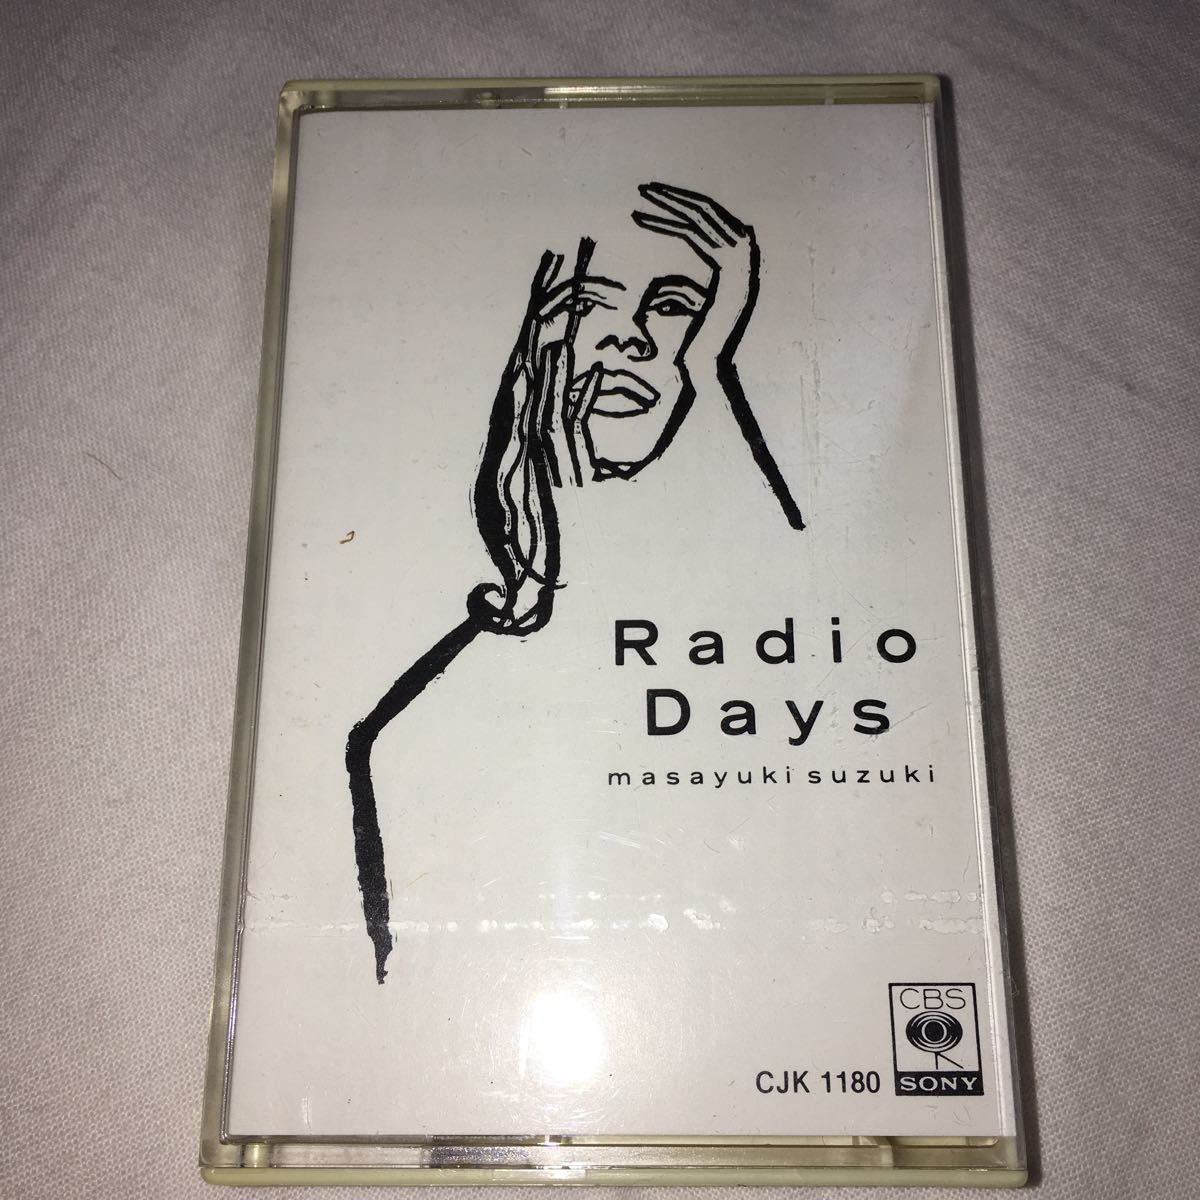 Radio
Days
masayuki suzuki
CBS
CJK 1180
SONY